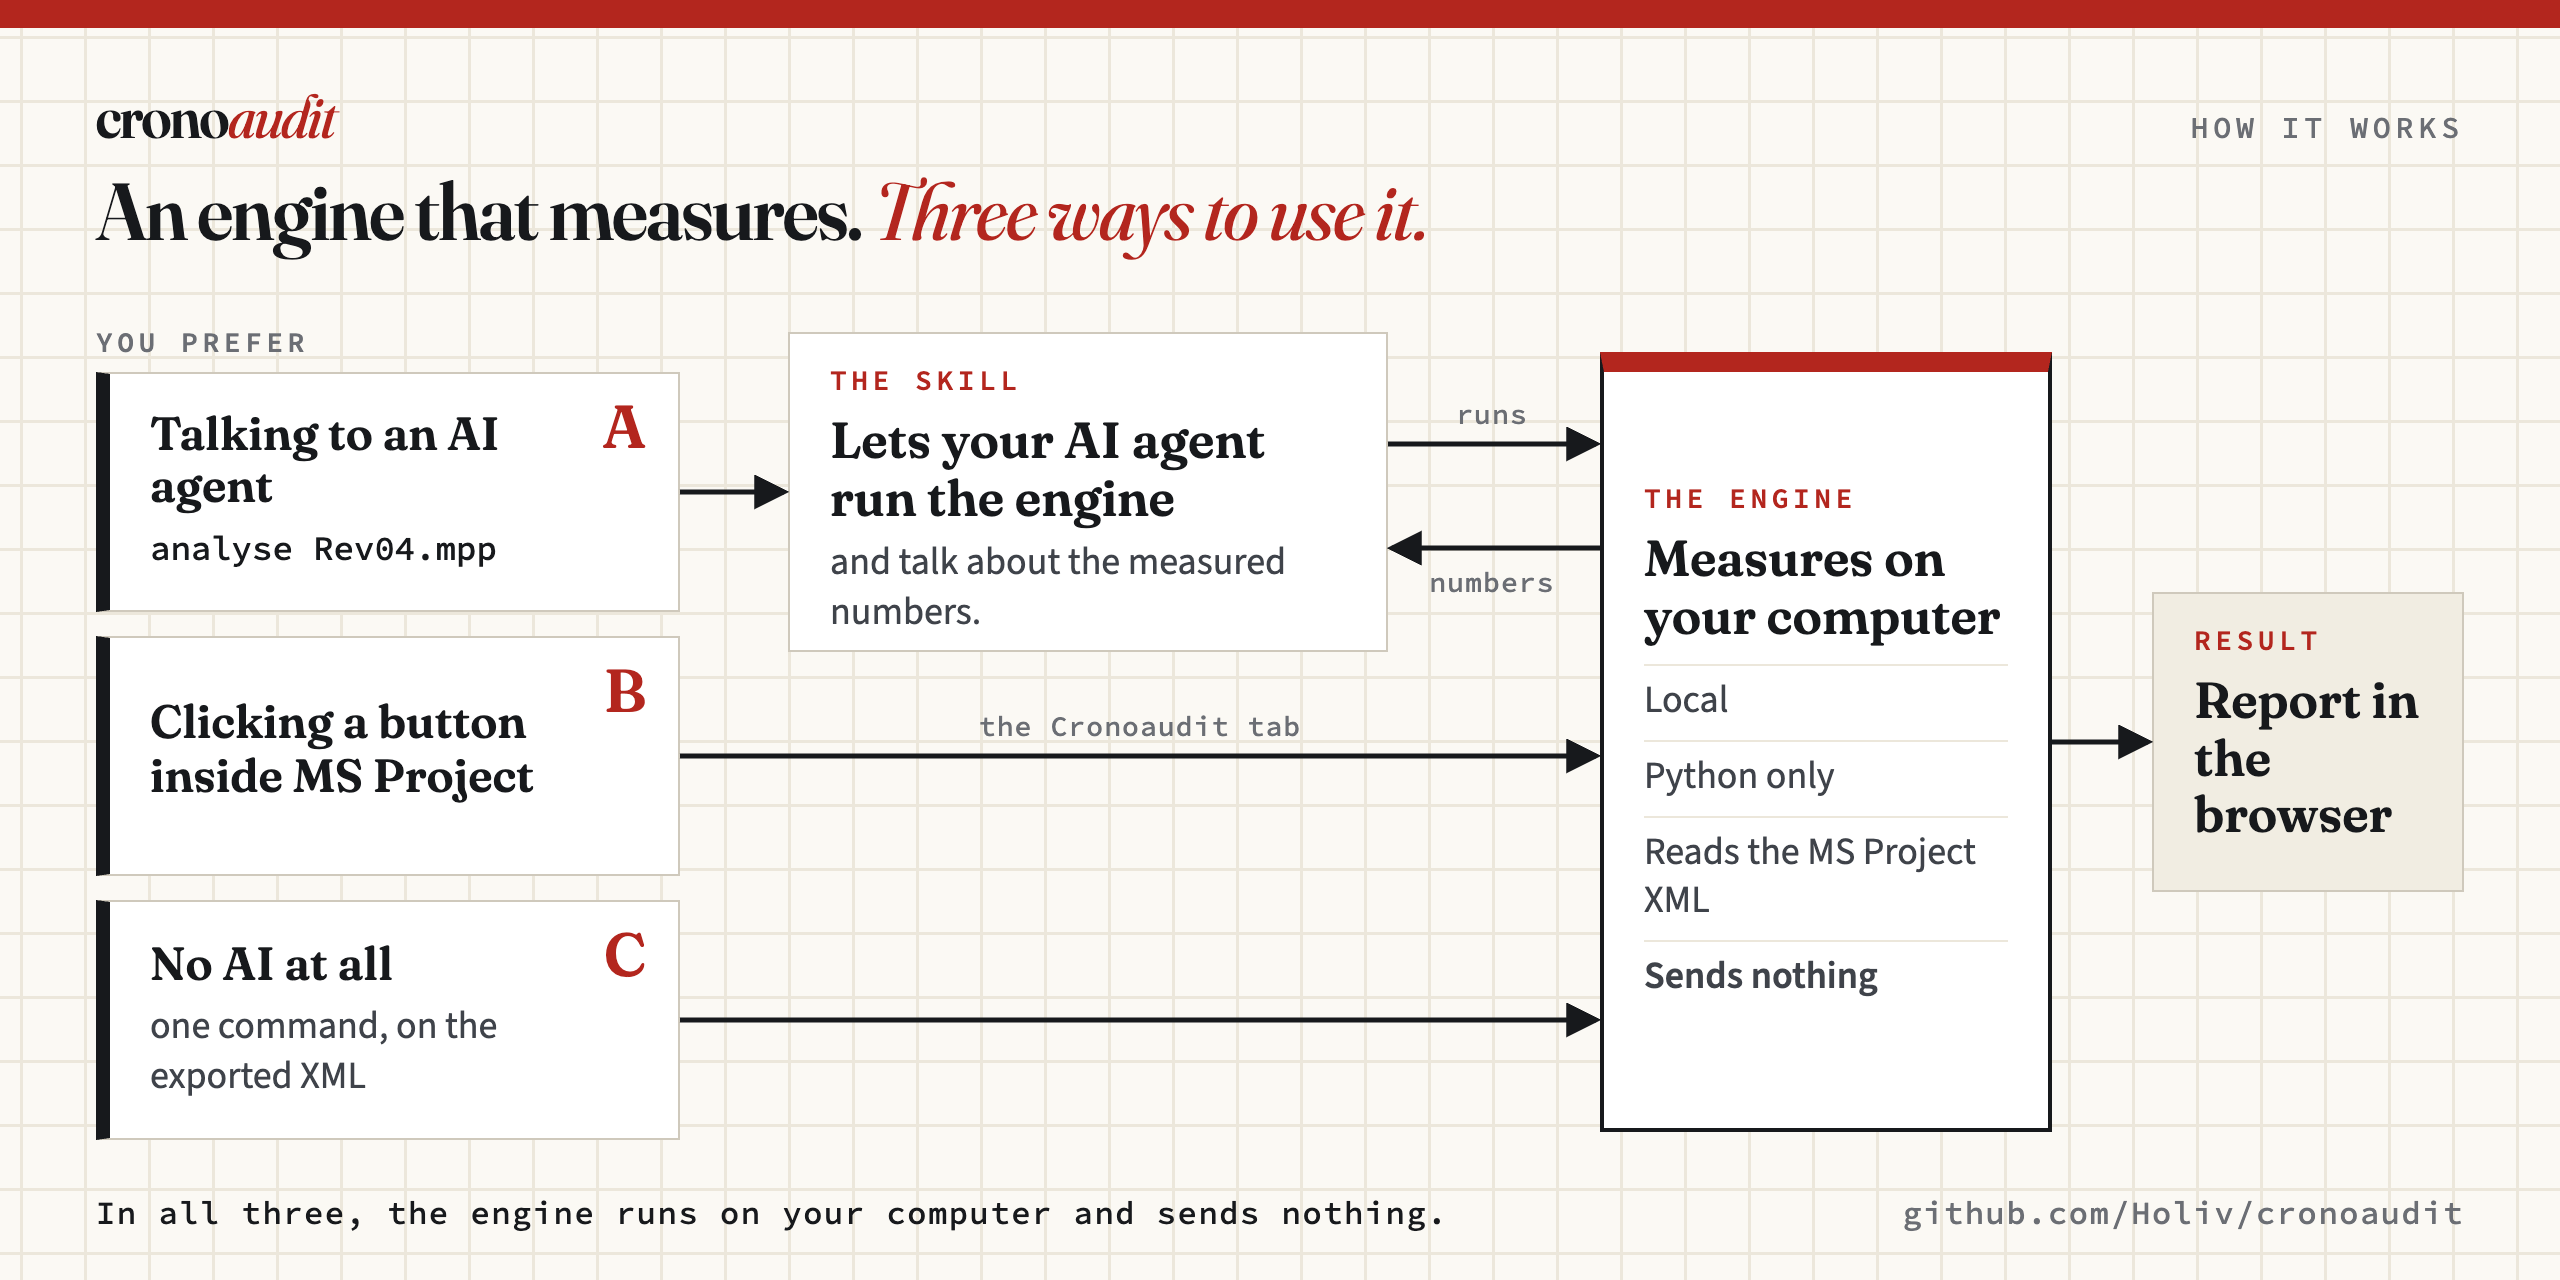 cronoaudit
HOW IT WORKS
An engine that measures. Three ways to use it.
YOU PREFER
Talking to an AI
agent
A
analyse Rev04.mpp
THE SKILL
Lets your AI agent
run the engine
and talk about the measured
numbers.
runs
numbers
Clicking a button
inside MS Project
B
the Cronoaudit tab
No AI at all
C
one command, on the
exported XML
THE ENGINE
Measures on
your computer
Local
Python only
Reads the MS Project
XML
Sends nothing
RESULT
Report in
the
browser
In all three, the engine runs on your computer and sends nothing.
github.com/Holiv/cronoaudit